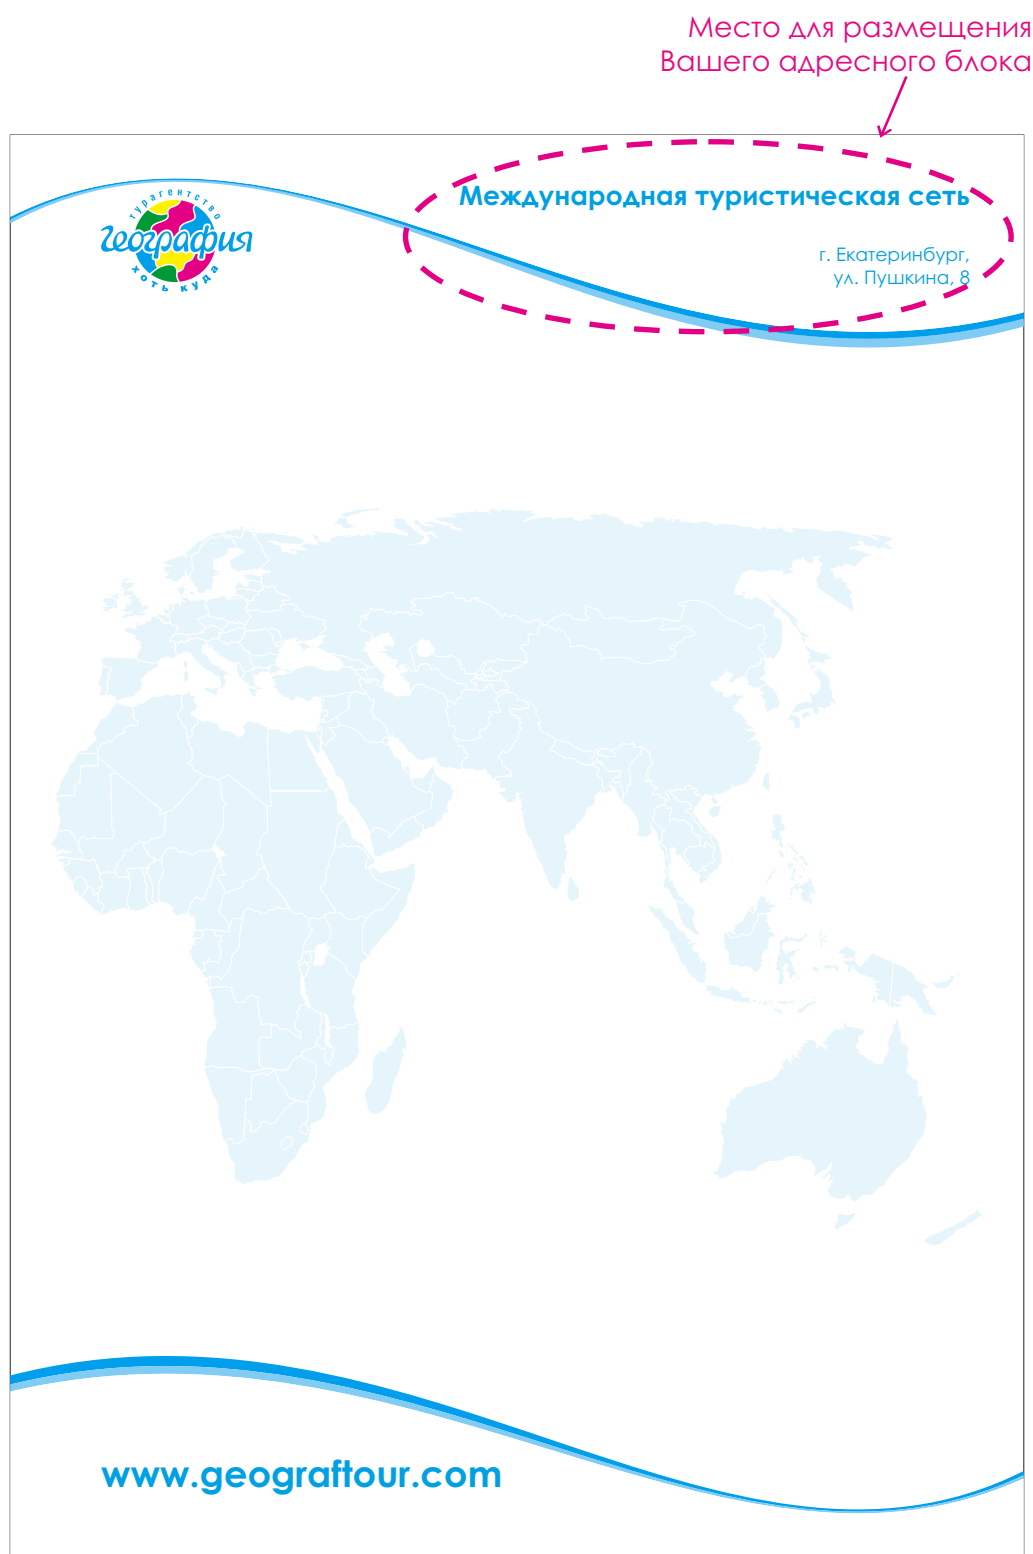 Место для размещения
Вашего адресного блока
Международная туристическая сеть
турагентство
География
хоть куда
г. Екатеринбург,
ул. Пушкина, 8
www.geograftour.com